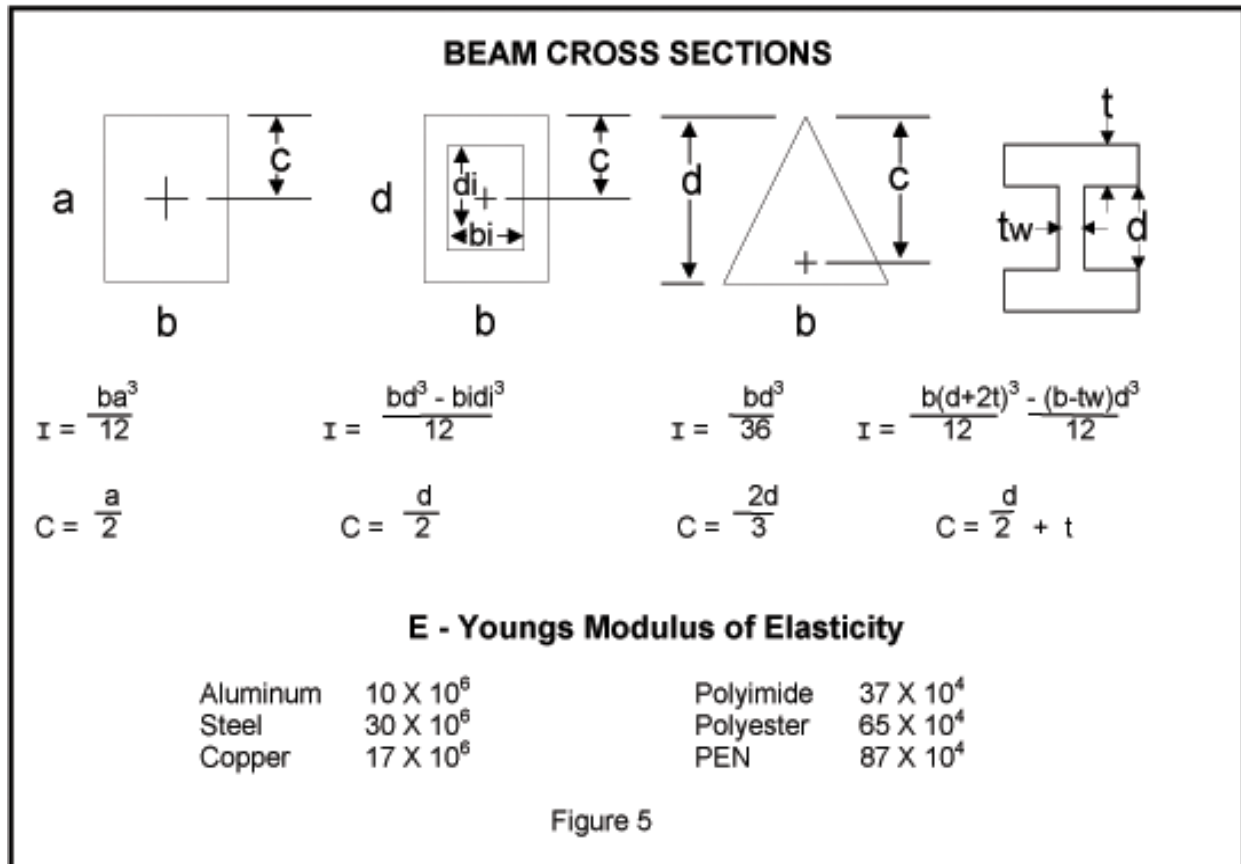 BEAM CROSS SECTIONS
a c b
d di bi c b
d c b
t tw d
I = ba³/12 I = bd³ - bidi³/12 I = bd³/36 I = b(d+2t)³/12 - (b-tw)d³/12
C = a/2 C = d/2 C = 2d/3 C = d/2 + t
E - Youngs Modulus of Elasticity
Aluminum 10 X 10⁶ Polyimide 37 X 10⁴
Steel 30 X 10⁶ Polyester 65 X 10⁴
Copper 17 X 10⁶ PEN 87 X 10⁴
Figure 5